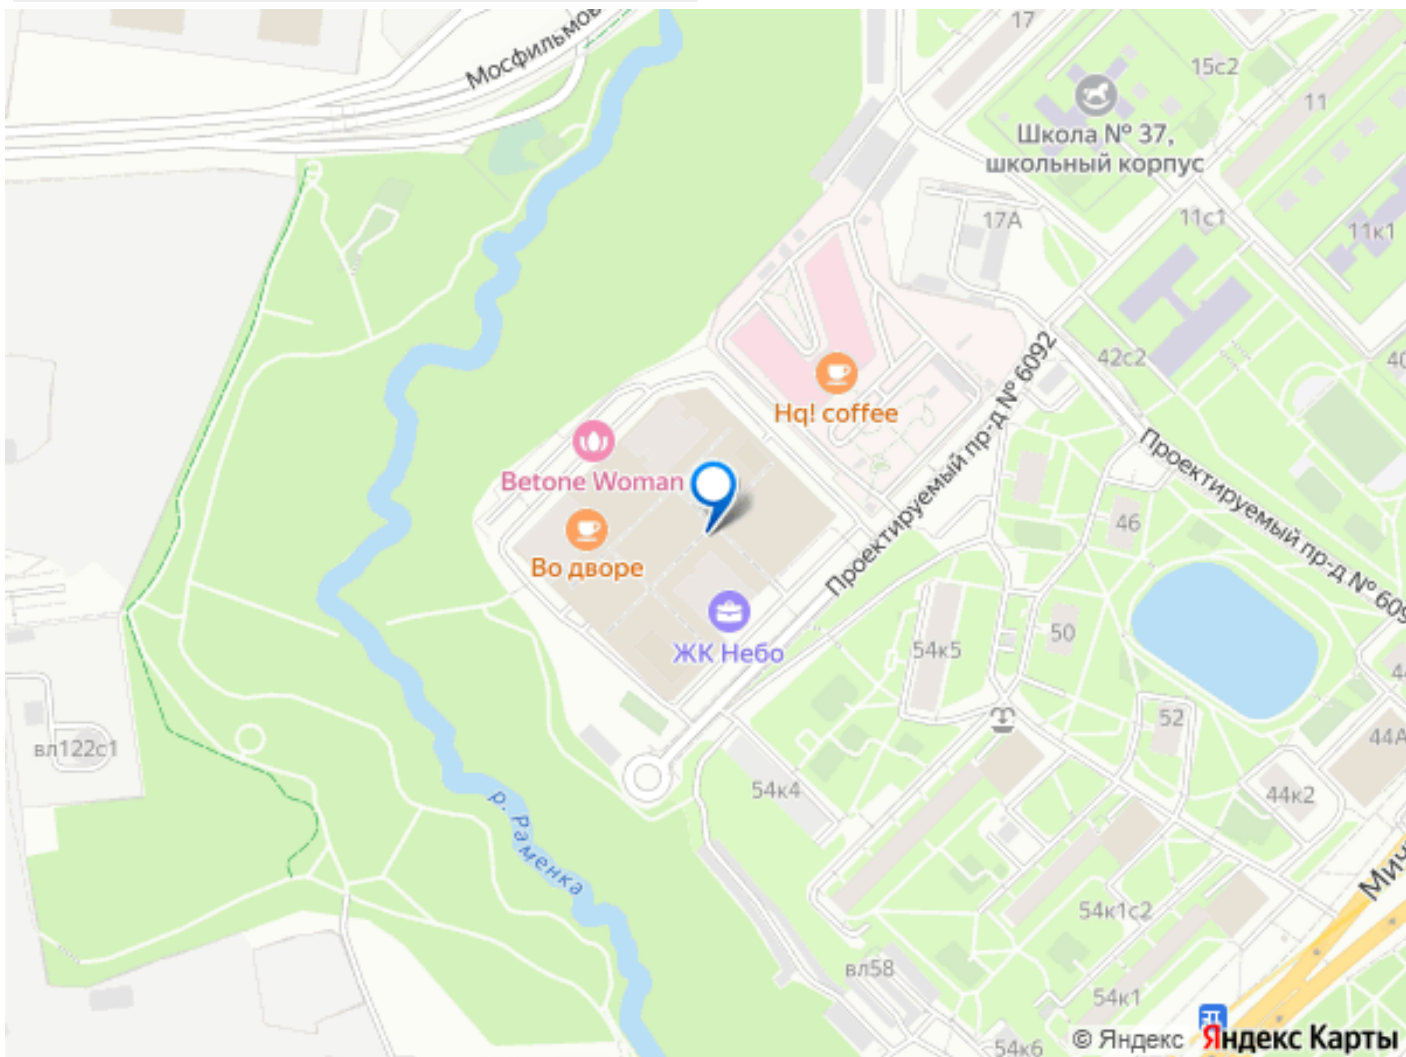 Мосфильмов
17
15с2
11
Школа № 37,
школьный корпус
17А
11с1
11к1
42с2
40
Проектируемый пр-д № 6092
Hq! coffee
Betone Woman
Во дворе
ЖК Небо
Проектируемый пр-д № 609
46
50
54к5
52
44
44А
44к2
вл122с1
54к4
р. Раменка
Мич
54к1с2
вл58
54к1
54к6
© Яндекс Яндекс Карты